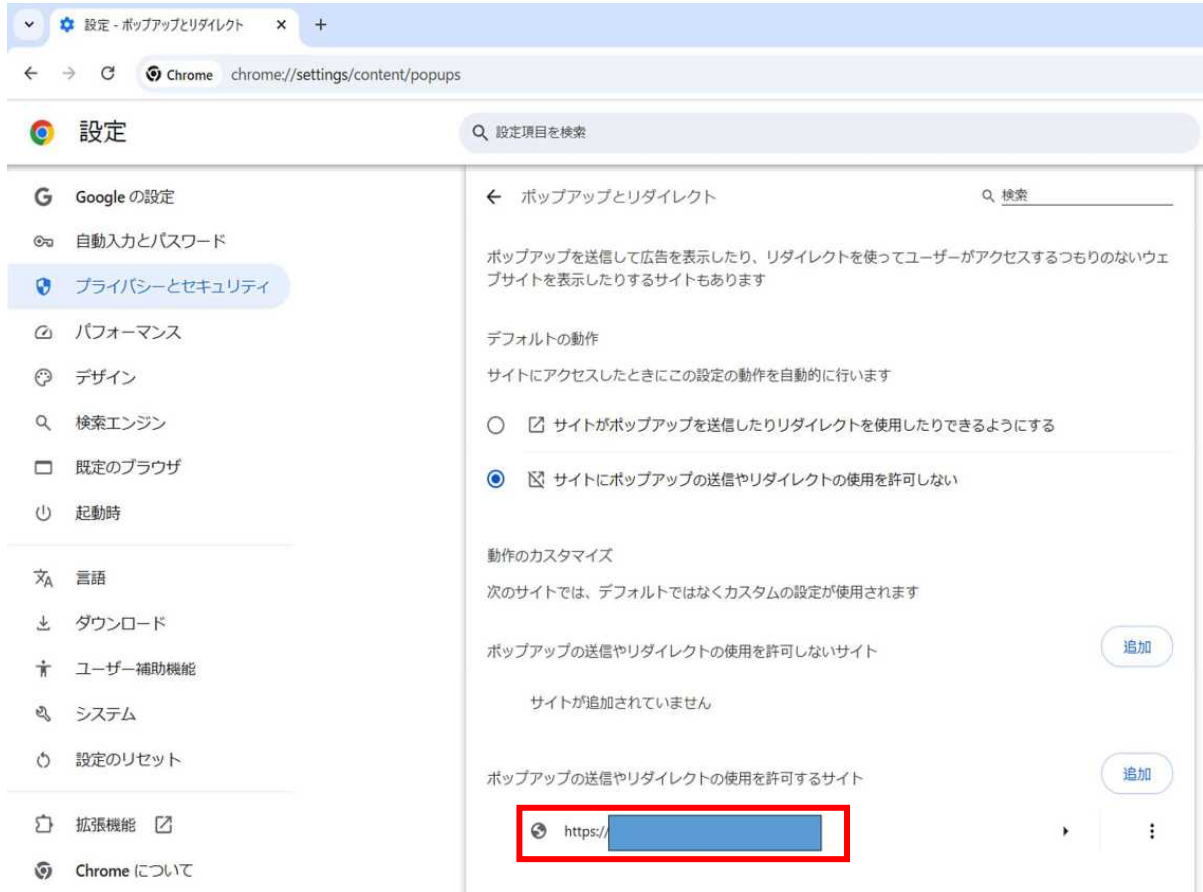 設定 - ポップアップとリダイレクト
Chrome chrome://settings/content/popups
設定
設定項目を検索
Google の設定
自動入力とパスワード
プライバシーとセキュリティ
パフォーマンス
デザイン
検索エンジン
既定のブラウザ
起動時
言語
ダウンロード
ユーザー補助機能
システム
設定のリセット
拡張機能
Chrome について
ポップアップとリダイレクト
検索
ポップアップを送信して広告を表示したり、リダイレクトを使ってユーザーがアクセスするつもりのないウェ
ブサイトを表示したりするサイトもあります
デフォルトの動作
サイトにアクセスしたときにこの設定の動作を自動的に行います
サイトがポップアップを送信したりリダイレクトを使用したりできるようにする
サイトにポップアップの送信やリダイレクトの使用を許可しない
動作のカスタマイズ
次のサイトでは、デフォルトではなくカスタムの設定が使用されます
ポップアップの送信やリダイレクトの使用を許可しないサイト
追加
サイトが追加されていません
ポップアップの送信やリダイレクトの使用を許可するサイト
追加
https://